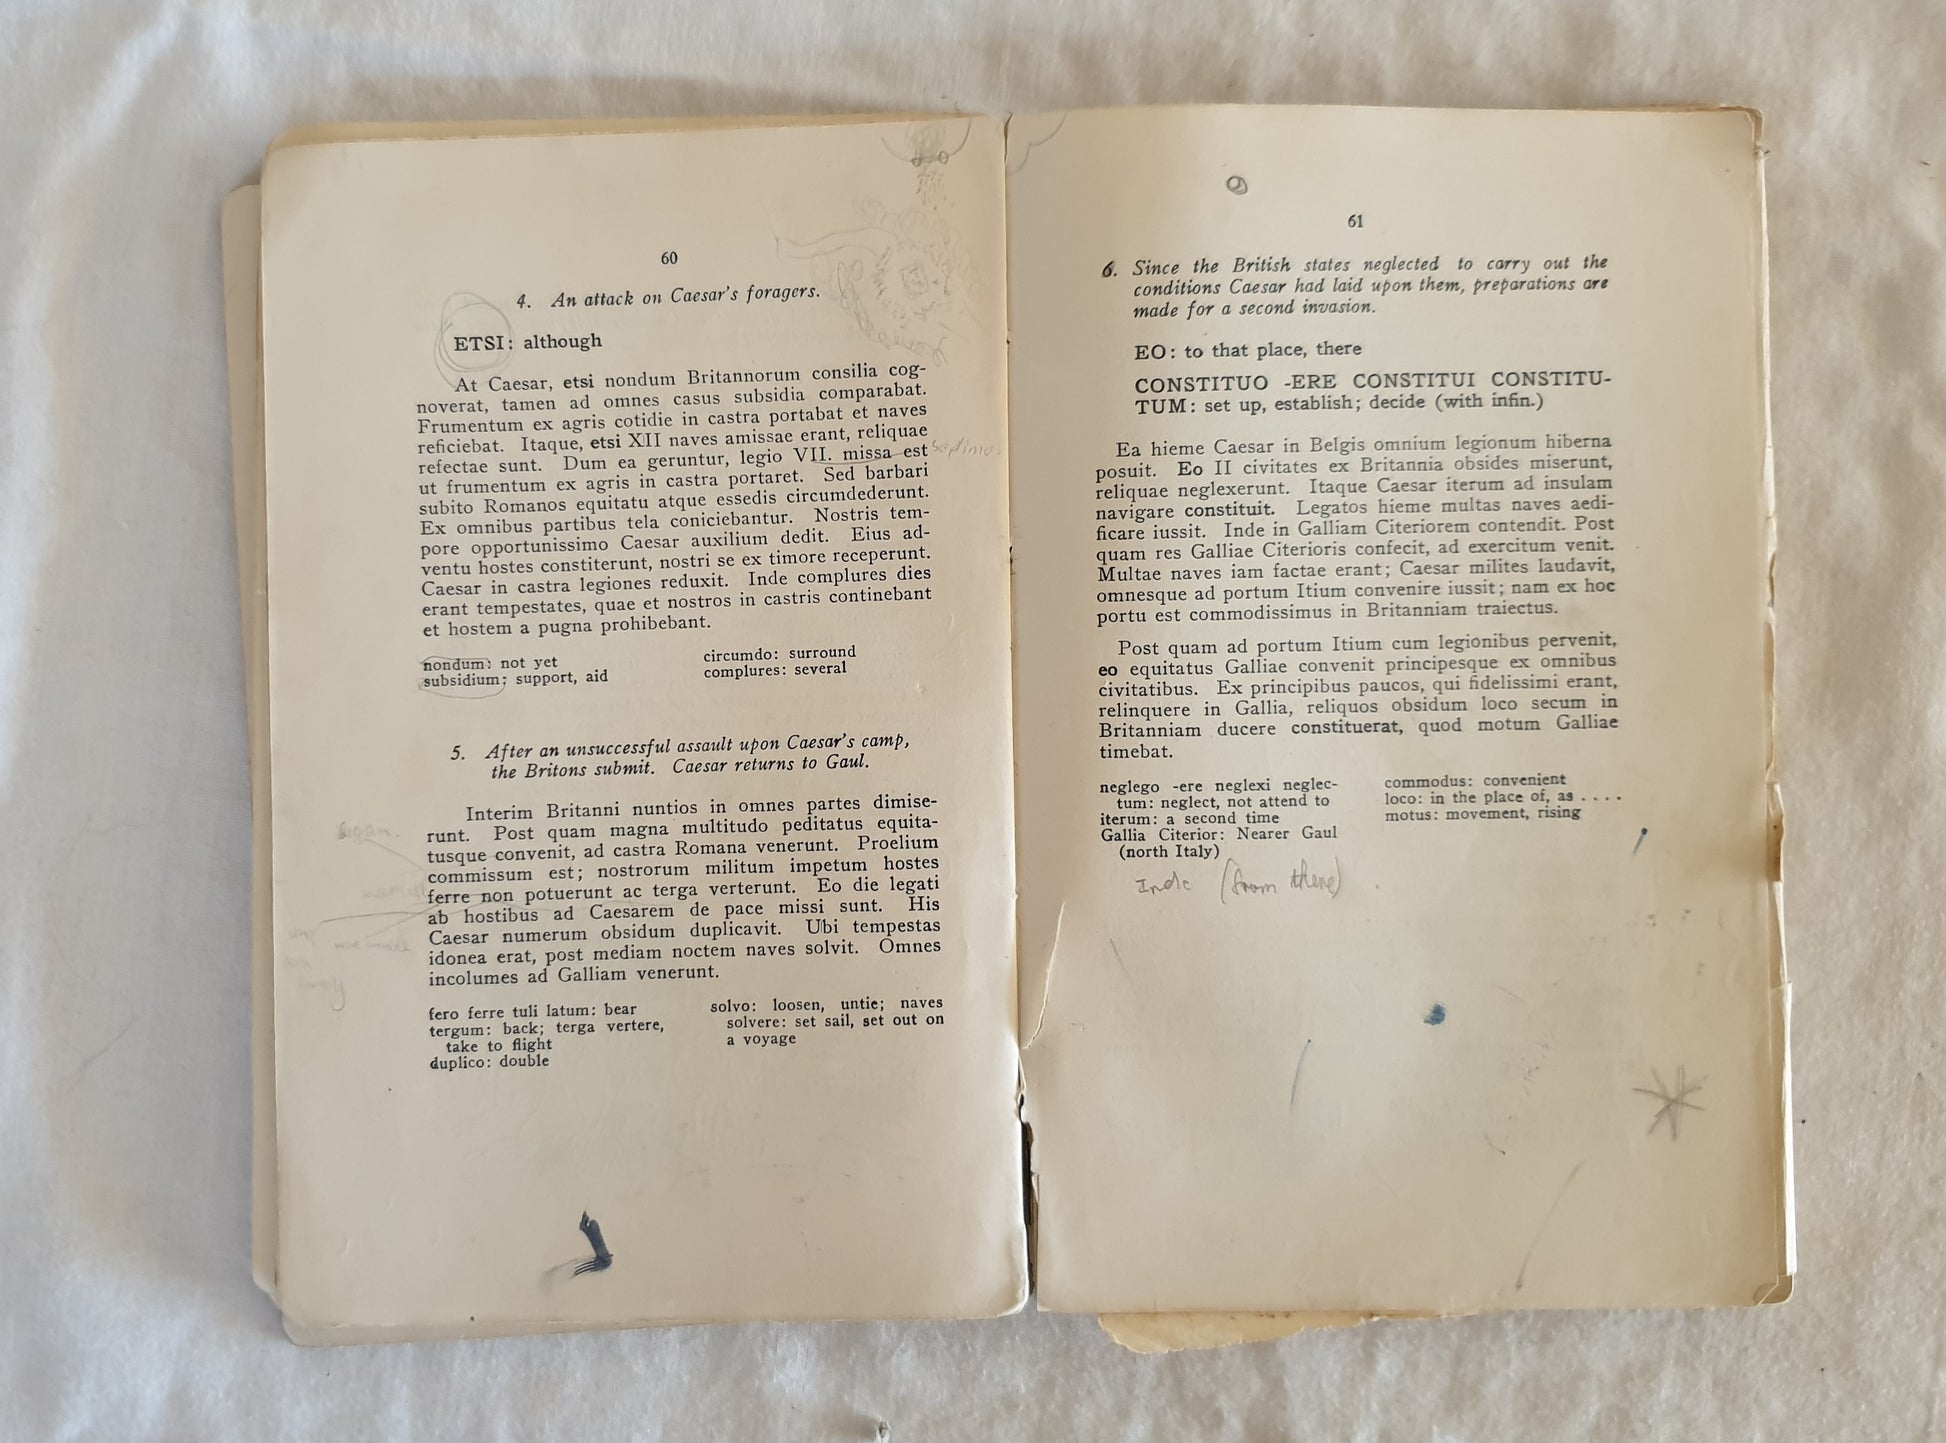 60
4. An attack on Caesar's foragers.
ETSI: although
At Caesar, etsi nondum Britannorum consilia cog-
noverat, tamen ad omnes casus subsidia comparabat.
Frumentum ex agris cotidie in castra portabat et naves
reficiebat. Itaque, etsi XII naves amissae erant, reliquae
refectae sunt. Dum ea geruntur, legio VII. missa est
ut frumentum ex agris in castra portaret. Sed barbari
subito Romanos equitatu atque essedis circumdederunt.
Ex omnibus partibus tela coniciebantur. Nostris tem-
pore opportunissimo Caesar auxilium dedit. Eius ad-
ventu hostes constiterunt, nostri se ex timore receperunt.
Caesar in castra legiones reduxit. Inde complures dies
erant tempestates, quae et nostros in castris continebant
et hostem a pugna prohibebant.
nondum: not yet
subsidium: support, aid
circumdo: surround
complures: several
5. After an unsuccessful assault upon Caesar's camp,
the Britons submit. Caesar returns to Gaul.
Interim Britanni nuntios in omnes partes dimise-
runt. Post quam magna multitudo peditatus equita-
tusque convenit, ad castra Romana venerunt. Proelium
commissum est; nostrorum militum impetum hostes
ferre non potuerunt ac terga verterunt. Eo die legati
ab hostibus ad Caesarem de pace missi sunt. His
Caesar numerum obsidum duplicavit. Ubi tempestas
idonea erat, post mediam noctem naves solvit. Omnes
incolumes ad Galliam venerunt.
fero ferre tuli latum: bear
tergum: back; terga vertere,
take to flight
duplico: double
solvo: loosen, untie; naves
solvere: set sail, set out on
a voyage
61
6. Since the British states neglected to carry out the
conditions Caesar had laid upon them, preparations are
made for a second invasion.
EO: to that place, there
CONSTITUO -ERE CONSTITUI CONSTITU-
TUM: set up, establish; decide (with infin.)
Ea hieme Caesar in Belgis omnium legionum hiberna
posuit. Eo II civitates ex Britannia obsides miserunt,
reliquae neglexerunt. Itaque Caesar iterum ad insulam
navigare constituit. Legatos hieme multas naves aedi-
ficare iussit. Inde in Galliam Citeriorem contendit. Post
quam res Galliae Citerioris confecit, ad exercitum venit.
Multae naves iam factae erant; Caesar milites laudavit,
omnesque ad portum Itium convenire iussit; nam ex hoc
portu est commodissimus in Britanniam traiectus.
Post quam ad portum Itium cum legionibus pervenit,
eo equitatus Galliae convenit principesque ex omnibus
civitatibus. Ex principibus paucos, qui fidelissimi erant,
relinquere in Gallia, reliquos obsidum loco secum in
Britanniam ducere constituerat, quod motum Galliae
timebat.
neglego -ere neglexi neglec-
tum: neglect, not attend to
iterum: a second time
Gallia Citerior: Nearer Gaul
(north Italy)
commodus: convenient
loco: in the place of, as . . . .
motus: movement, rising
Inde (from there)